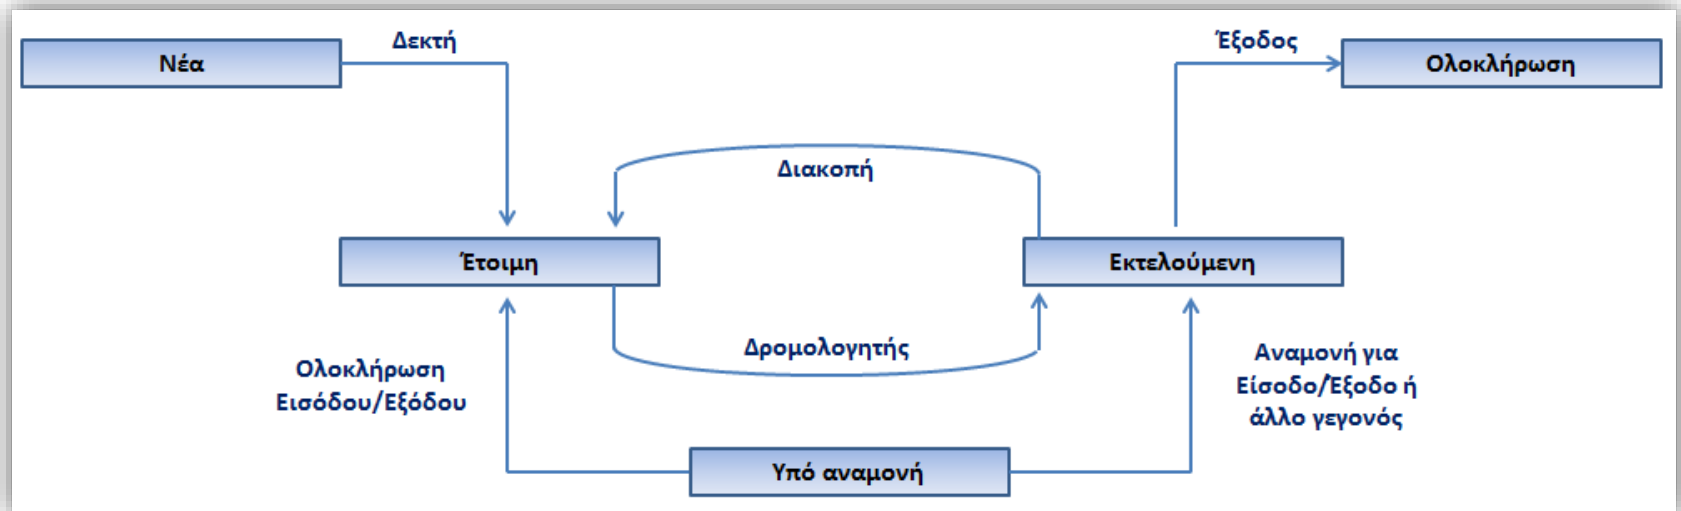 Νέα
Δεκτή
Έξοδος
Ολοκλήρωση
Διακοπή
Έτοιμη
Εκτελούμενη
Δρομολογητής
Ολοκλήρωση
Εισόδου/Εξόδου
Αναμονή για
Είσοδο/Έξοδο ή
άλλο γεγονός
Υπό αναμονή